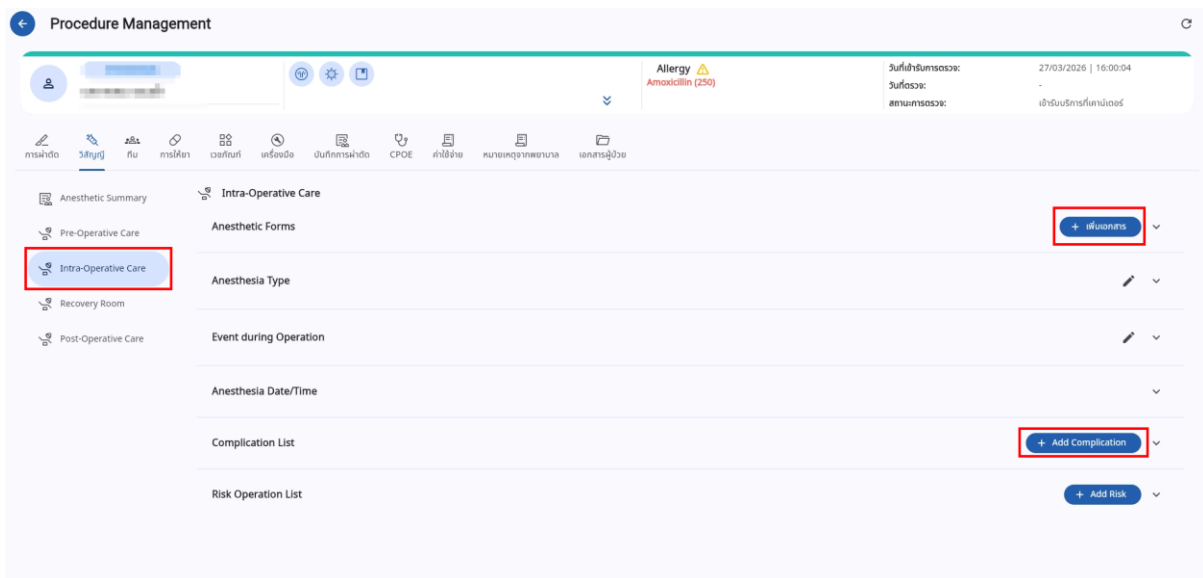 Procedure Management
Allergy
Amoxicillin (250)
วันที่เข้ารับการตรวจ: 27/03/2026 | 16:00:04
วันที่ตรวจ: -
สถานะการตรวจ: เข้ารับบริการที่เคาน์เตอร์
การผ่าตัด วิสัญญี ทีม การให้ยา เวชภัณฑ์ เครื่องมือ บันทึกการผ่าตัด CPOE ค่าใช้จ่าย หมายเหตุจากพยาบาล เอกสารผู้ป่วย
Anesthetic Summary
Pre-Operative Care
Intra-Operative Care
Recovery Room
Post-Operative Care
Intra-Operative Care
Anesthetic Forms + เพิ่มเอกสาร
Anesthesia Type
Event during Operation
Anesthesia Date/Time
Complication List + Add Complication
Risk Operation List + Add Risk